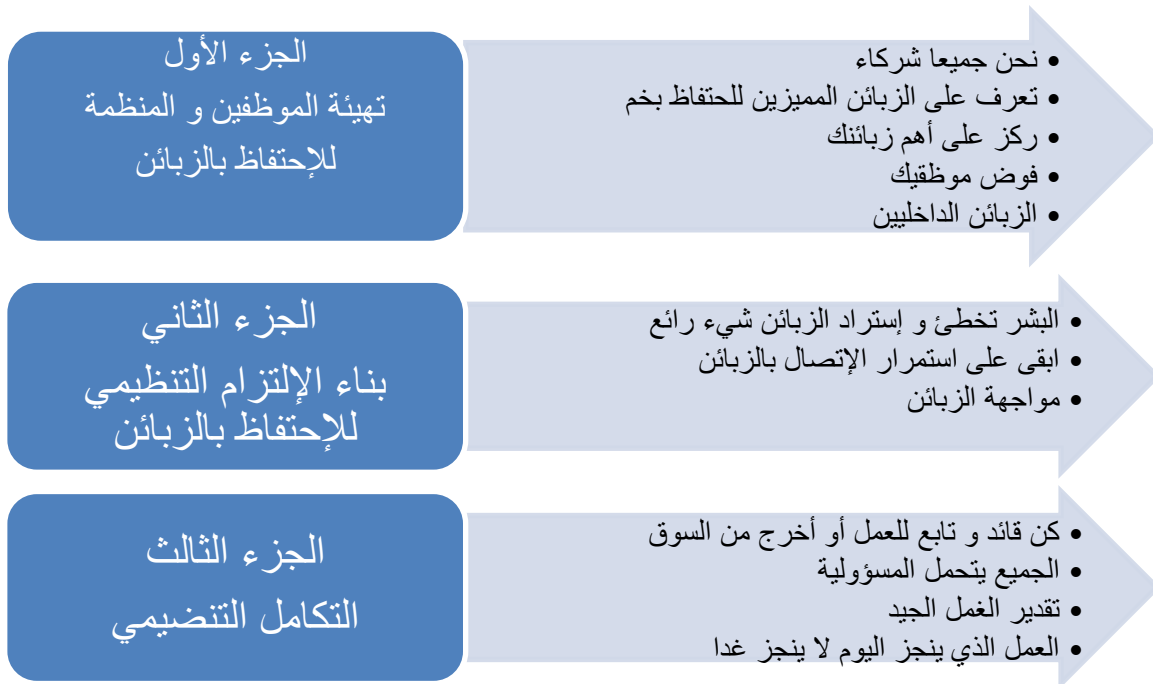 الجزء الأول
تهيئة الموظفين و المنظمة
للإحتفاظ بالزبائن
• نحن جميعا شركاء
• تعرف على الزبائن المميزين للحتفاظ بخم
• ركز على أهم زبائنك
• فوض موظقيك
• الزبائن الداخليين
الجزء الثاني
بناء الإلتزام التنظيمي
للإحتفاظ بالزبائن
• البشر تخطئ و إستراد الزبائن شيء رائع
• ابقى على استمرار الإتصال بالزبائن
• مواجهة الزبائن
الجزء الثالث
التكامل التنضيمي
• كن قائد و تابع للعمل أو أخرج من السوق
• الجميع يتحمل المسؤولية
• تقدير الغمل الجيد
• العمل الذي ينجز اليوم لا ينجز غدا